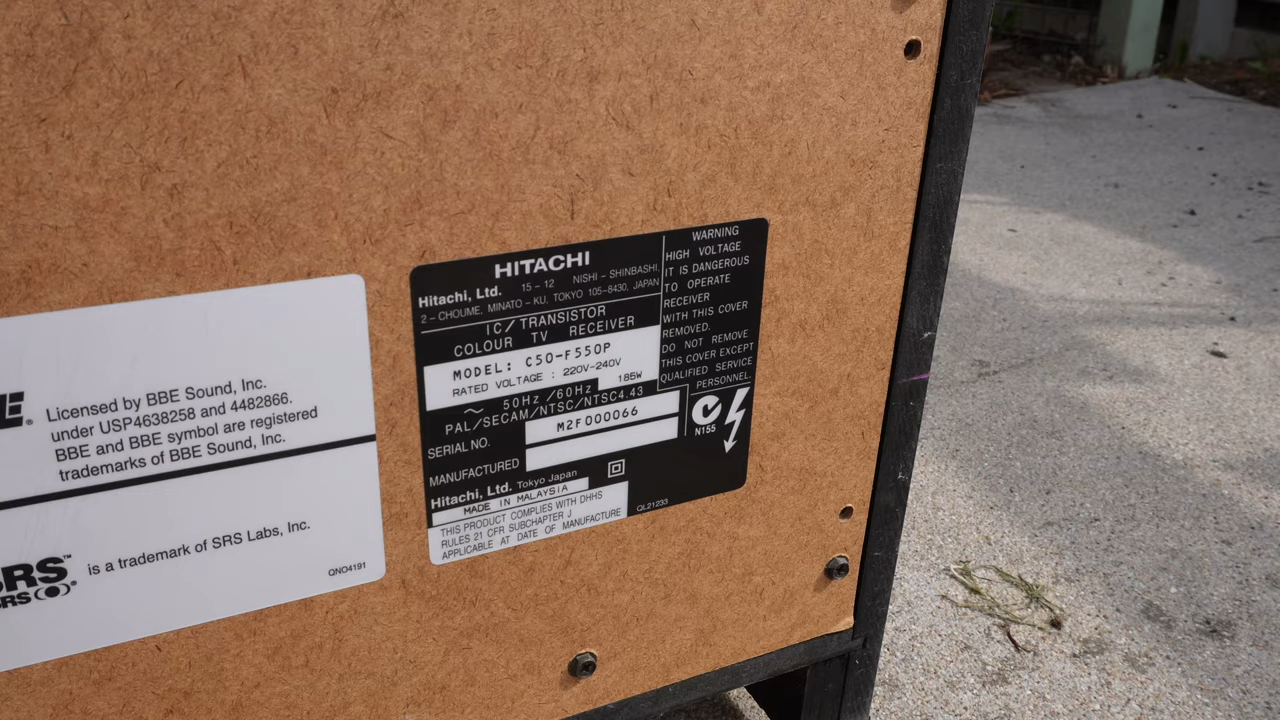 Licensed by BBE Sound, Inc.
under USP4638258 and 4482866.
BBE and BBE symbol are registered
trademarks of BBE Sound, Inc.
SRS™
is a trademark of SRS Labs, Inc.
QNO4191
HITACHI
Hitachi, Ltd. 15 – 12 NISHI – SHINBASHI,
2 – CHOUME, MINATO – KU, TOKYO 105–8430, JAPAN
IC/TRANSISTOR
COLOUR TV RECEIVER
MODEL: C50-F550P
RATED VOLTAGE : 220V-240V
185W
~ 50Hz /60Hz
PAL/SECAM/NTSC/NTSC4.43
SERIAL NO. M2F000066
MANUFACTURED
Hitachi, Ltd. Tokyo Japan
MADE IN MALAYSIA
THIS PRODUCT COMPLIES WITH DHHS
RULES 21 CFR SUBCHAPTER J
APPLICABLE AT DATE OF MANUFACTURE
QL21233
WARNING
HIGH VOLTAGE
IT IS DANGEROUS
TO OPERATE
RECEIVER
WITH THIS COVER
REMOVED.
DO NOT REMOVE
THIS COVER EXCEPT
QUALIFIED SERVICE
PERSONNEL.
N155